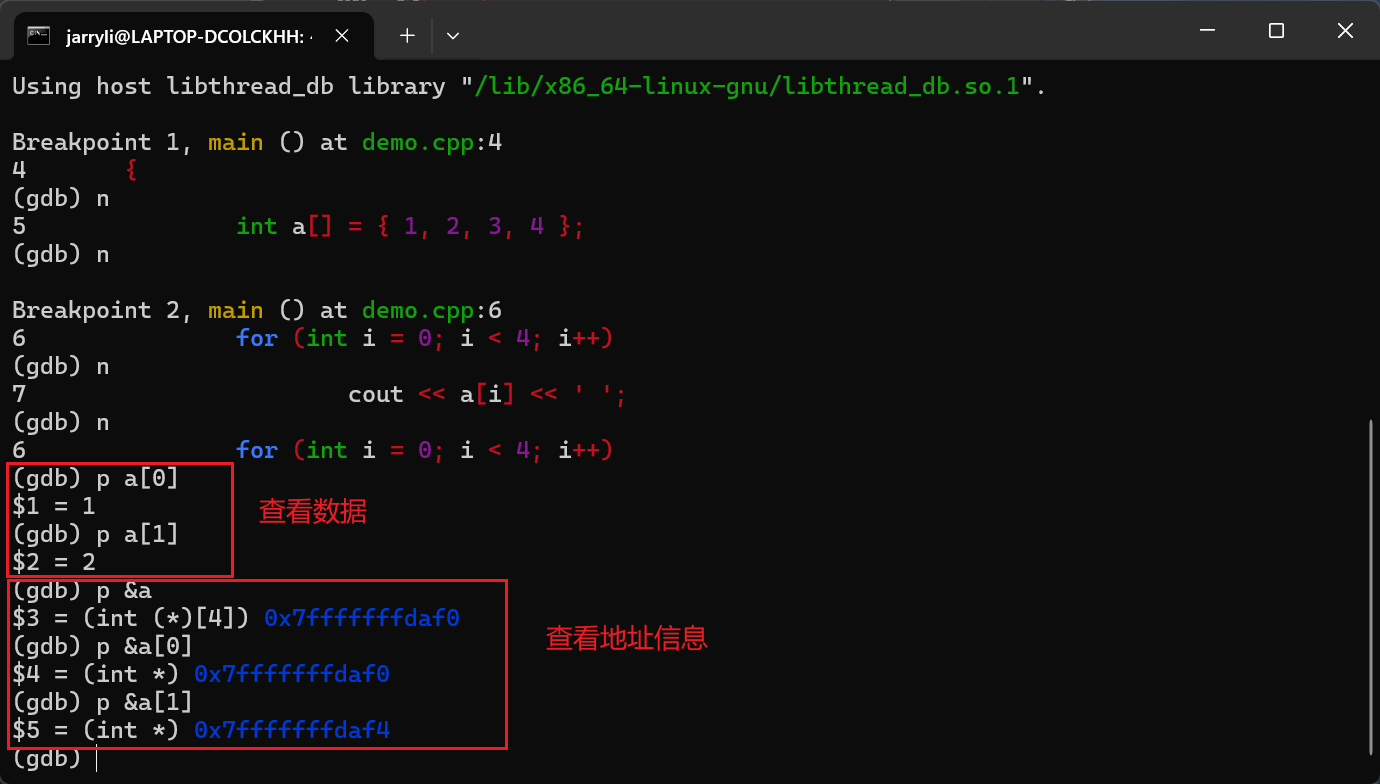 jarryli@LAPTOP-DCOLCKHH:
Using host libthread_db library "/lib/x86_64-linux-gnu/libthread_db.so.1".
Breakpoint 1, main () at demo.cpp:4
4 {
(gdb) n
5 int a[] = { 1, 2, 3, 4 };
(gdb) n
Breakpoint 2, main () at demo.cpp:6
6 for (int i = 0; i < 4; i++)
(gdb) n
7 cout << a[i] << ' ';
(gdb) n
6 for (int i = 0; i < 4; i++)
(gdb) p a[0]
$1 = 1
(gdb) p a[1]
$2 = 2
查看数据
(gdb) p &a
$3 = (int (*)[4]) 0x7fffffffdaf0
(gdb) p &a[0]
$4 = (int *) 0x7fffffffdaf0
(gdb) p &a[1]
$5 = (int *) 0x7fffffffdaf4
查看地址信息
(gdb)